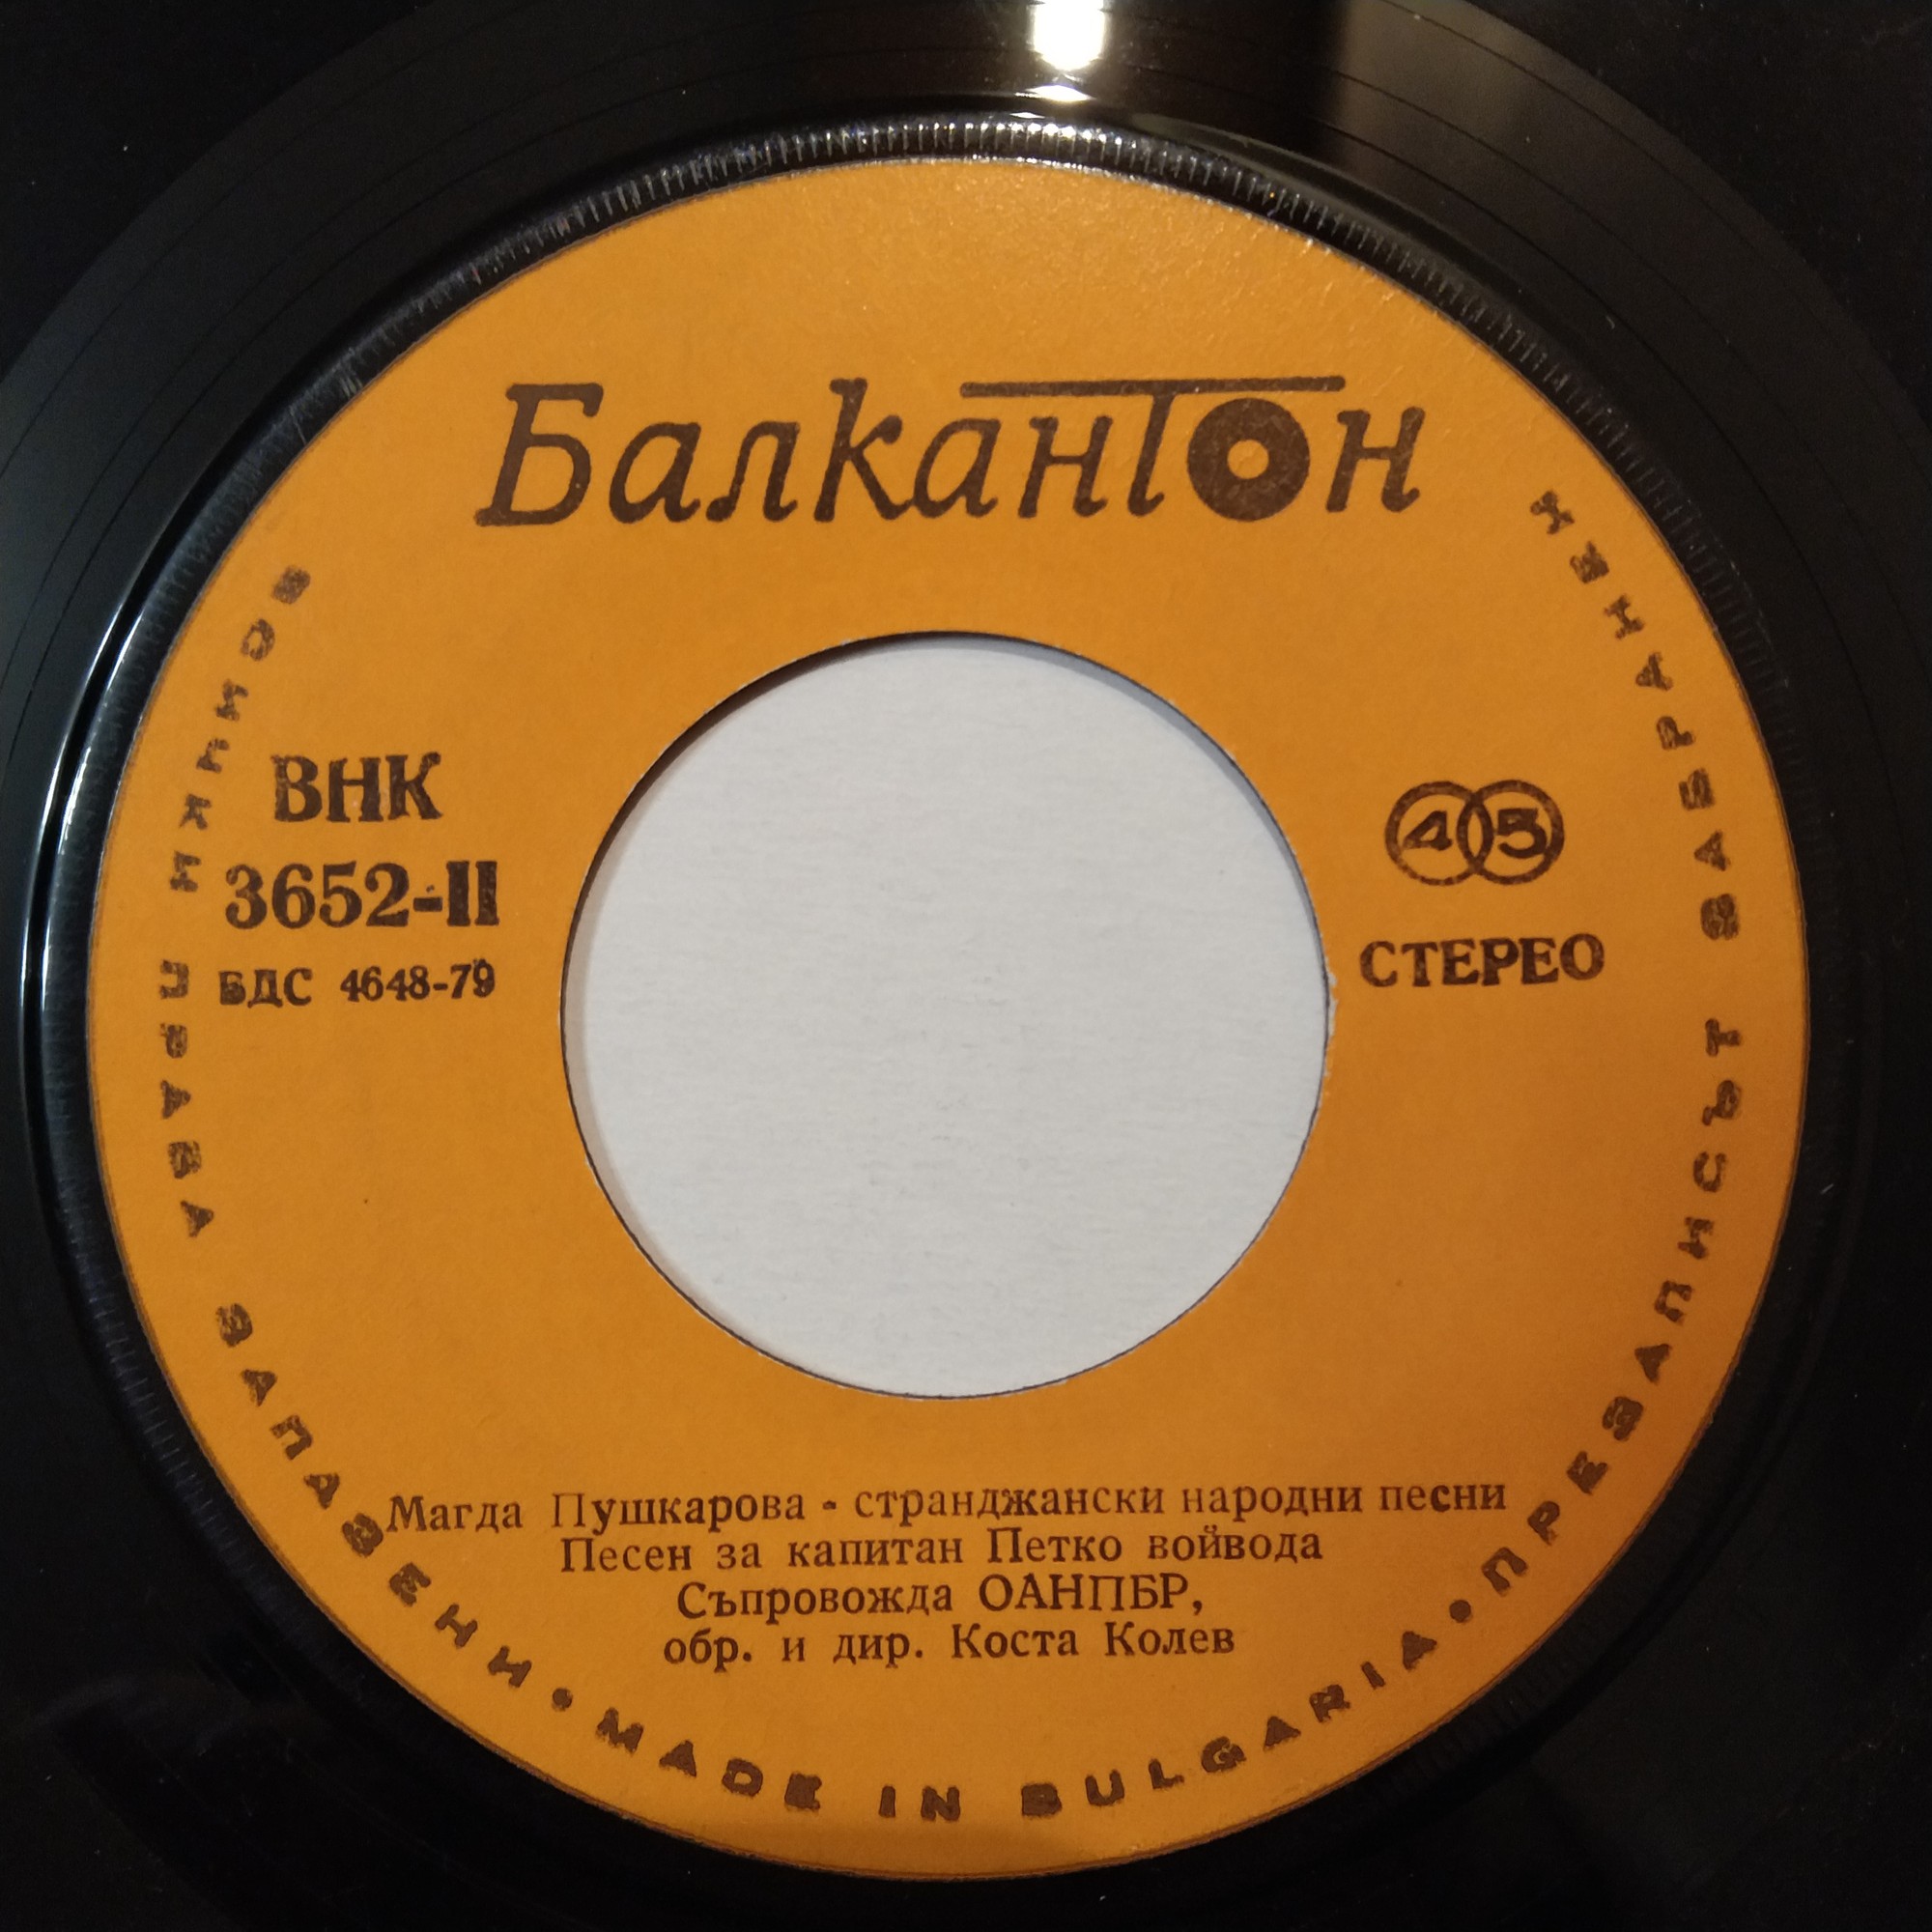 Балкантон
ВНК
3652-II
БДС 4648-79
45
СТЕРЕО
Магда Пушкарова - странджански народни песни
Песен за капитан Петко войвода
Съпровожда ОАНПБР,
обр. и дир. Коста Колев
ВСИЧКИ ПРАВА ЗАПАЗЕНИ • MADE IN BULGARIA • ПРЕЗАПИСЪТ ЗАБРАНЕН